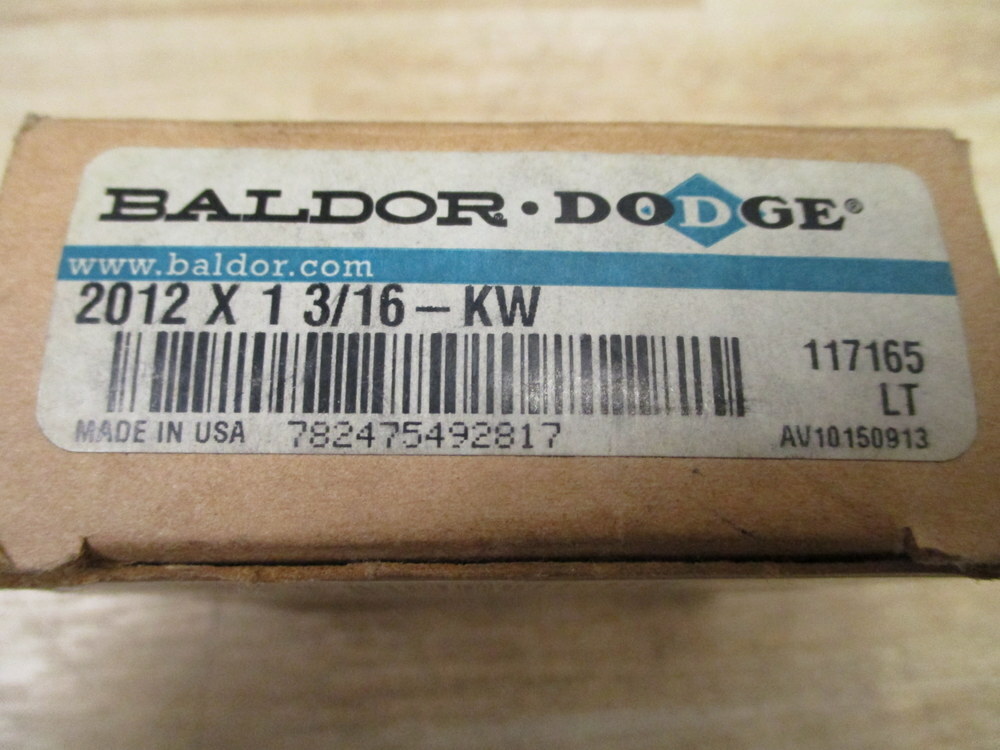 BALDOR • DODGE®
www.baldor.com
2012 X 1 3/16 – KW
117165
LT
MADE IN USA 782475492817 AV10150913